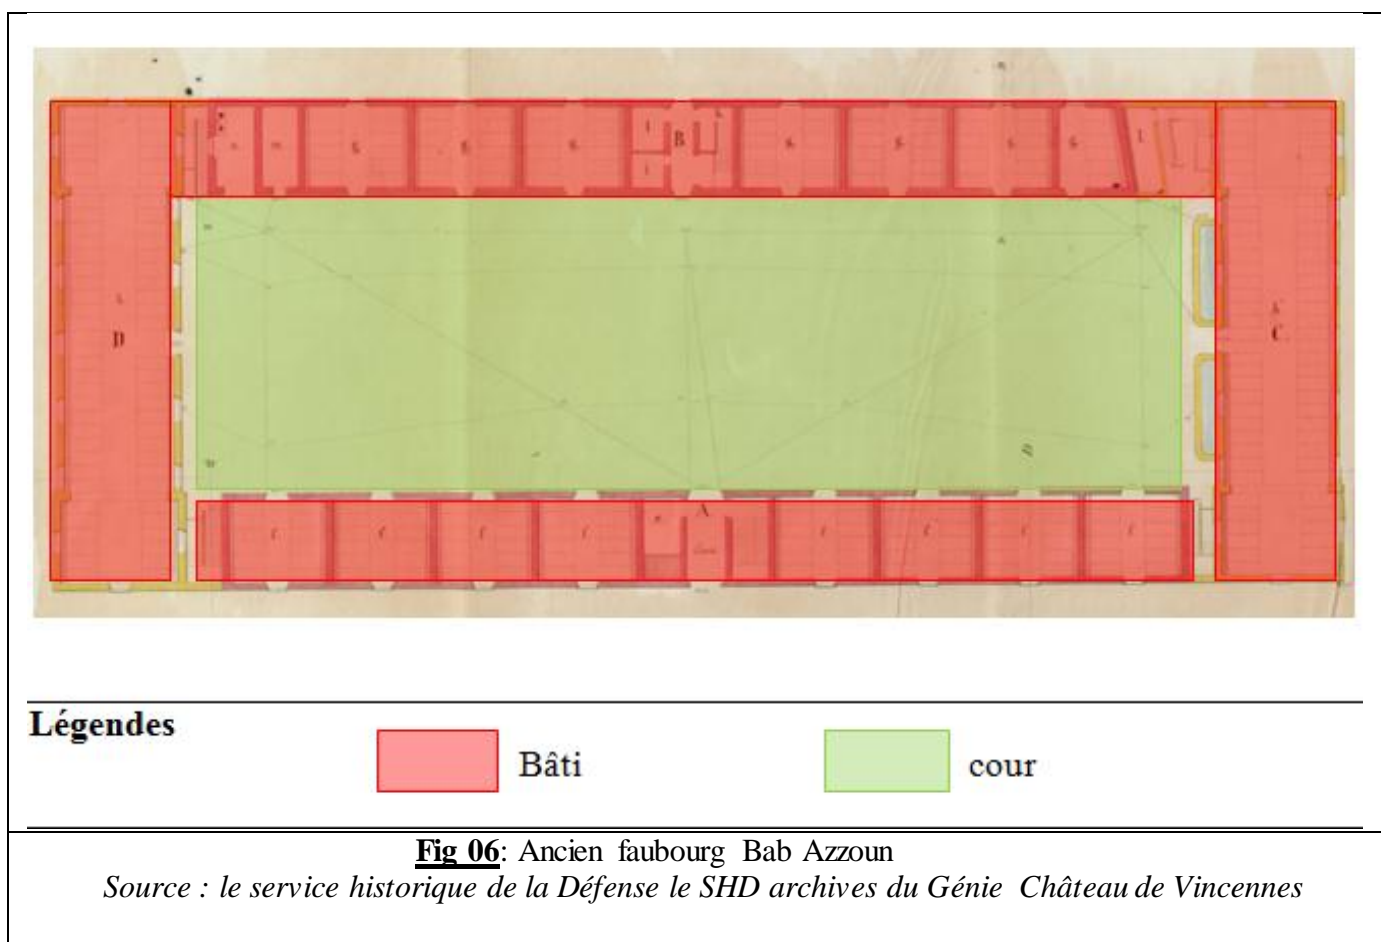 B
D
C
A
Légendes
Bâti
cour
Fig 06: Ancien faubourg Bab Azzoun
Source : le service historique de la Défense le SHD archives du Génie Château de Vincennes